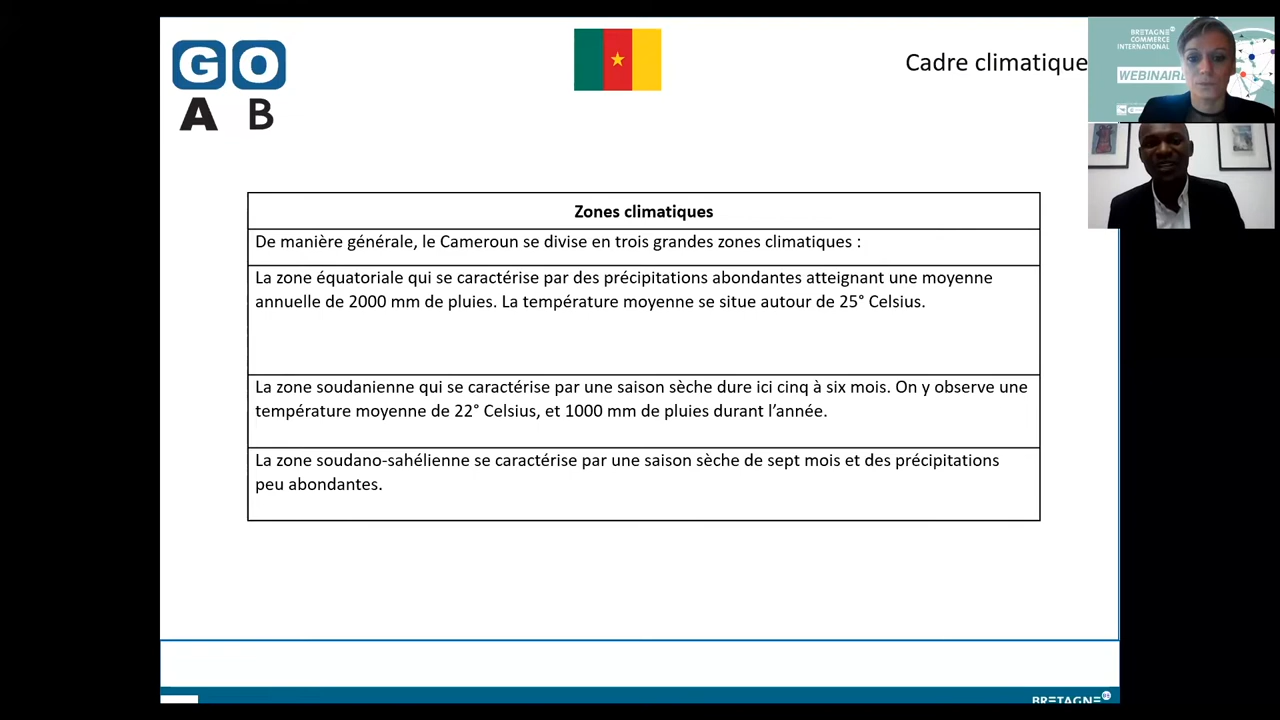 GO
A B
Cadre climatique
BRETAGNE
COMMERCE
INTERNATIONAL
WEBINAIRE
Zones climatiques
De manière générale, le Cameroun se divise en trois grandes zones climatiques :
La zone équatoriale qui se caractérise par des précipitations abondantes atteignant une moyenne
annuelle de 2000 mm de pluies. La température moyenne se situe autour de 25° Celsius.
La zone soudanienne qui se caractérise par une saison sèche dure ici cinq à six mois. On y observe une
température moyenne de 22° Celsius, et 1000 mm de pluies durant l’année.
La zone soudano-sahélienne se caractérise par une saison sèche de sept mois et des précipitations
peu abondantes.
BRETAGNE